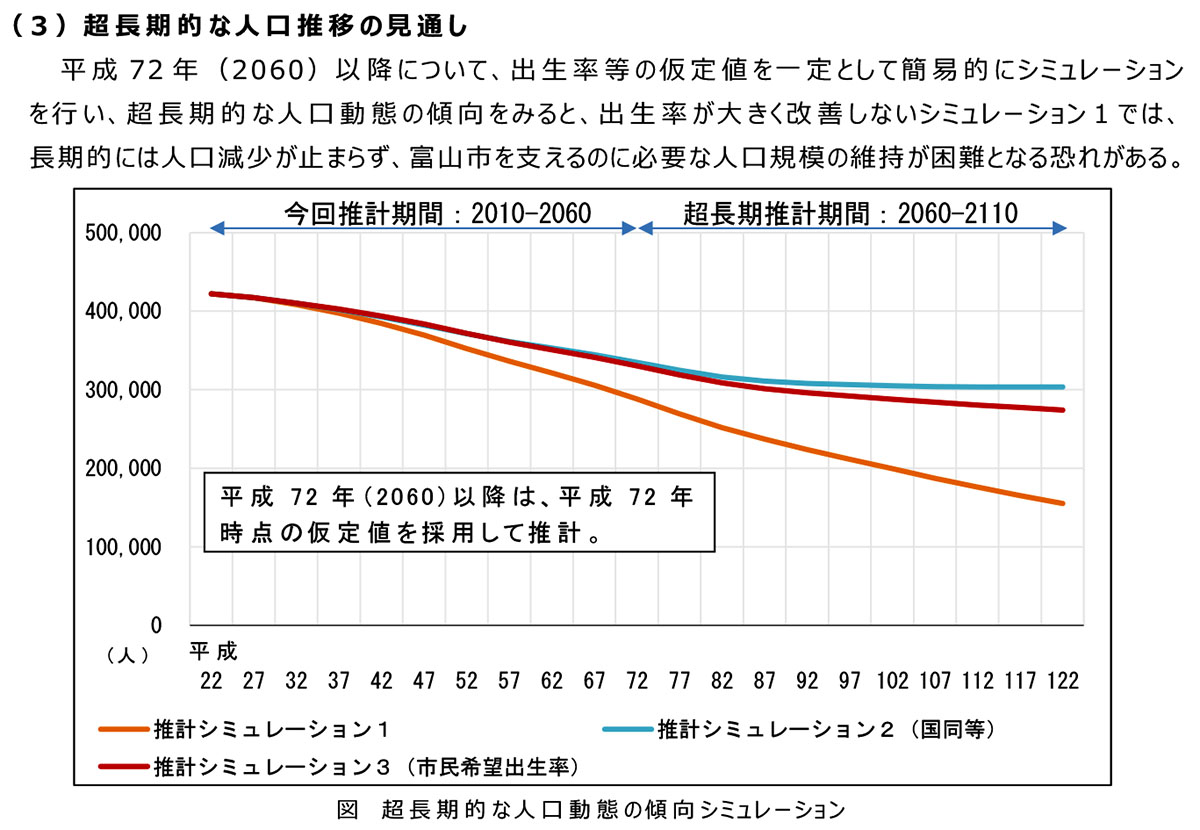 （３）超長期的な人口推移の見通し
平成 72 年（2060）以降について、出生率等の仮定値を一定として簡易的にシミュレーション
を行い、超長期的な人口動態の傾向をみると、出生率が大きく改善しないシミュレーション１では、
長期的には人口減少が止まらず、富山市を支えるのに必要な人口規模の維持が困難となる恐れがある。
今回推計期間：2010-2060
超長期推計期間：2060-2110
500,000
400,000
300,000
200,000
100,000
0
平成 72 年（2060）以降は、平成 72 年
時点の仮定値を採用して推計。
（人）
平成
22 27 32 37 42 47 52 57 62 67 72 77 82 87 92 97 102 107 112 117 122
推計シミュレーション１
推計シミュレーション２（国同等）
推計シミュレーション３（市民希望出生率）
図 超長期的な人口動態の傾向シミュレーション